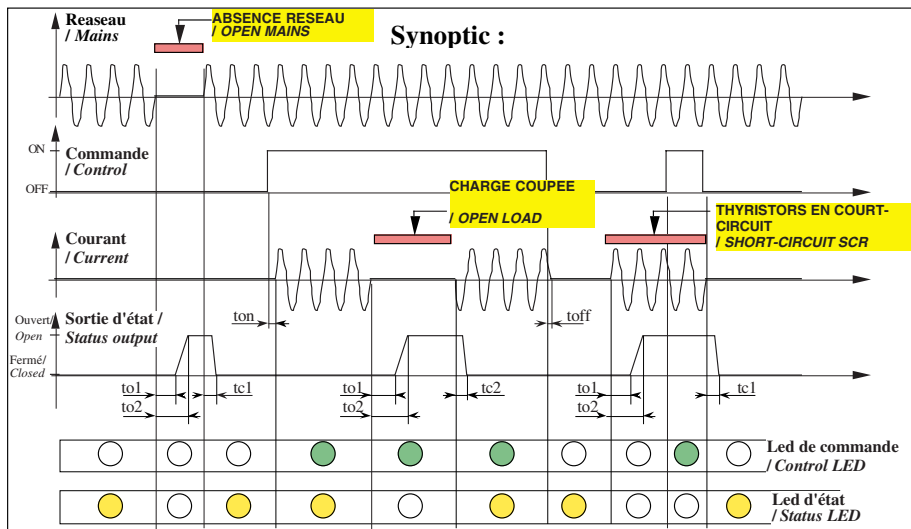 Reaseau
/ Mains
ABSENCE RESEAU
/ OPEN MAINS
Synoptic :
ON
Commande
/ Control
OFF
CHARGE COUPEE
/ OPEN LOAD
THYRISTORS EN COURT-
CIRCUIT
/ SHORT-CIRCUIT SCR
Courant
/ Current
Ouvert/
Open
Sortie d'état /
Status output
ton
toff
Fermé/
Closed
to1
tc1
to1
tc2
to1
tc1
to2
to2
to2
Led de commande
/ Control LED
Led d'état
/ Status LED